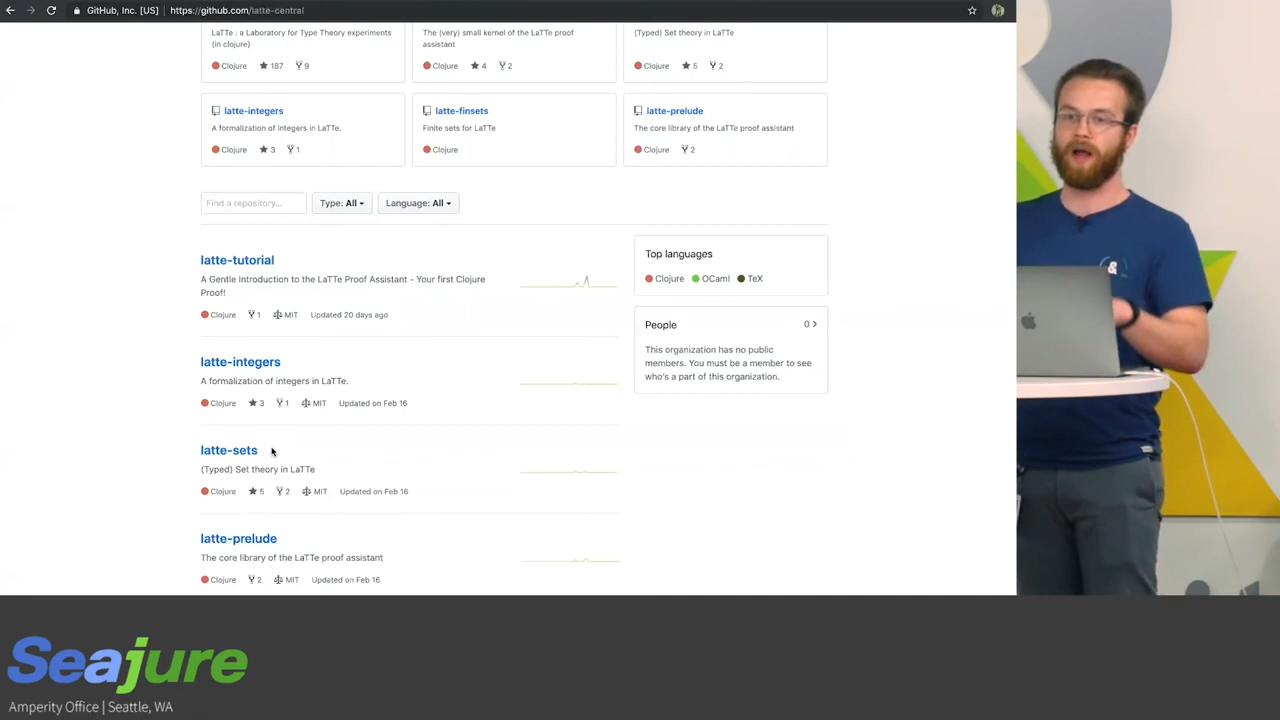 GitHub, Inc. [US]
https://github.com/latte-central
LaTTe : a Laboratory for Type Theory experiments
(in clojure)
Clojure 187 9
The (very) small kernel of the LaTTe proof
assistant
Clojure 4 2
(Typed) Set theory in LaTTe
Clojure 5 2
latte-integers
A formalization of integers in LaTTe.
Clojure 3 1
latte-finsets
Finite sets for LaTTe
Clojure
latte-prelude
The core library of the LaTTe proof assistant
Clojure 2
Find a repository...
Type: All
Language: All
latte-tutorial
A Gentle Introduction to the LaTTe Proof Assistant - Your first Clojure
Proof!
Clojure 1 MIT Updated 20 days ago
latte-integers
A formalization of integers in LaTTe.
Clojure 3 1 MIT Updated on Feb 16
latte-sets
(Typed) Set theory in LaTTe
Clojure 5 2 MIT Updated on Feb 16
latte-prelude
The core library of the LaTTe proof assistant
Clojure 2 MIT Updated on Feb 16
Top languages
Clojure OCaml TeX
People 0
This organization has no public
members. You must be a member to see
who's a part of this organization.
Seajure
Amperity Office | Seattle, WA